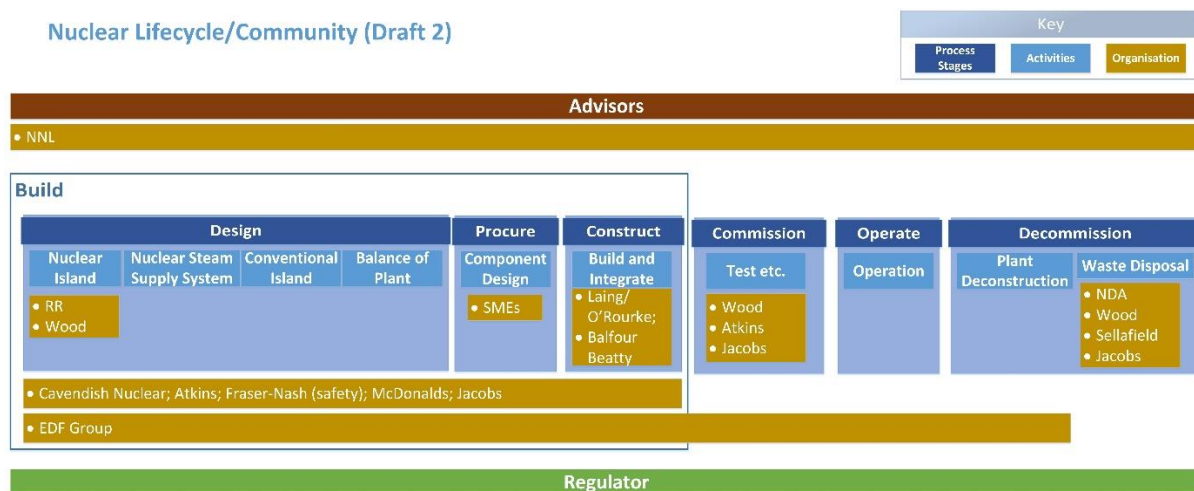 Nuclear Lifecycle/Community (Draft 2)
Key
Process
Stages
Activities
Organisation
Advisors
• NNL
Build
Design
Procure
Construct
Commission
Operate
Decommission
Nuclear
Island
Nuclear Steam
Supply System
Conventional
Island
Balance of
Plant
Component
Design
Build and
Integrate
Test etc.
Operation
Plant
Deconstruction
Waste Disposal
• RR
• Wood
• SMEs
• Laing/
O'Rourke;
• Balfour
Beatty
• Wood
• Atkins
• Jacobs
• NDA
• Wood
• Sellafield
• Jacobs
• Cavendish Nuclear; Atkins; Fraser-Nash (safety); McDonalds; Jacobs
• EDF Group
Regulator